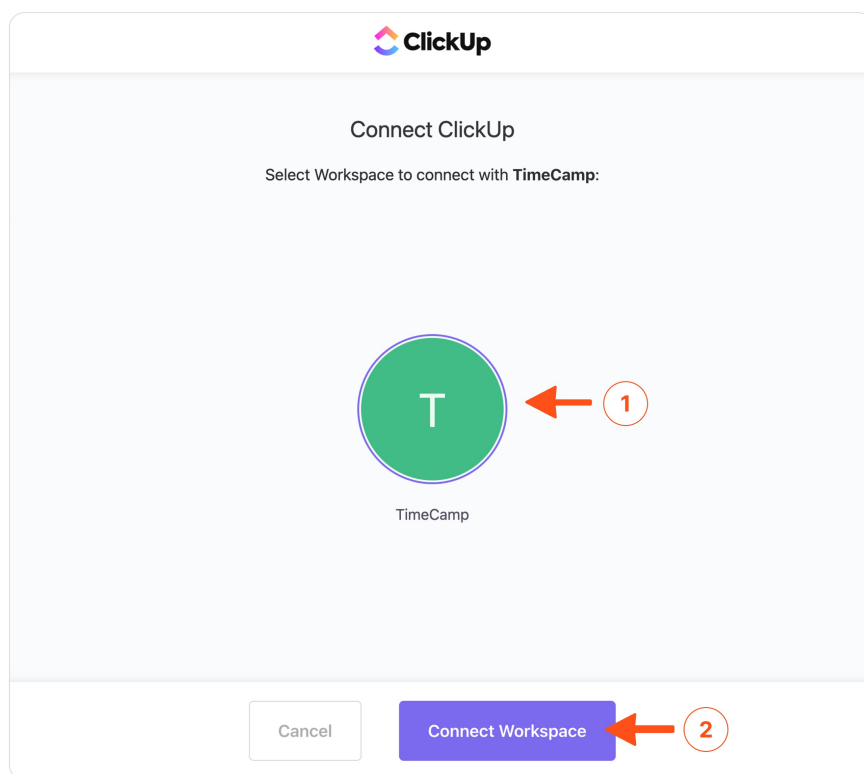 ClickUp
Connect ClickUp
Select Workspace to connect with TimeCamp:
T
1
TimeCamp
Cancel
Connect Workspace
2